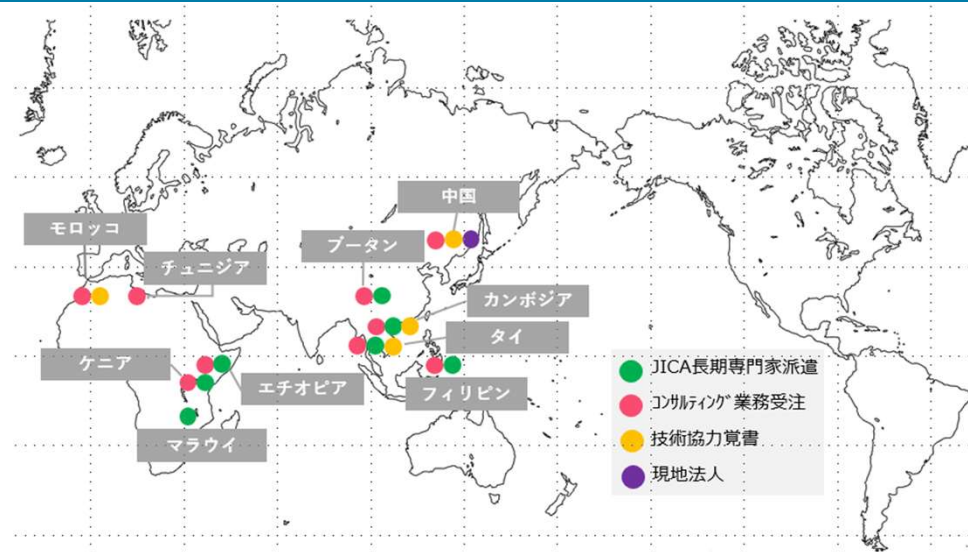 中国
モロッコ
ブータン
チュニジア
カンボジア
タイ
ケニア
エチオピア
フィリピン
マラウイ
JICA長期専門家派遣
ｺﾝｻﾙﾃｨﾝｸﾞ業務受注
技術協力覚書
現地法人